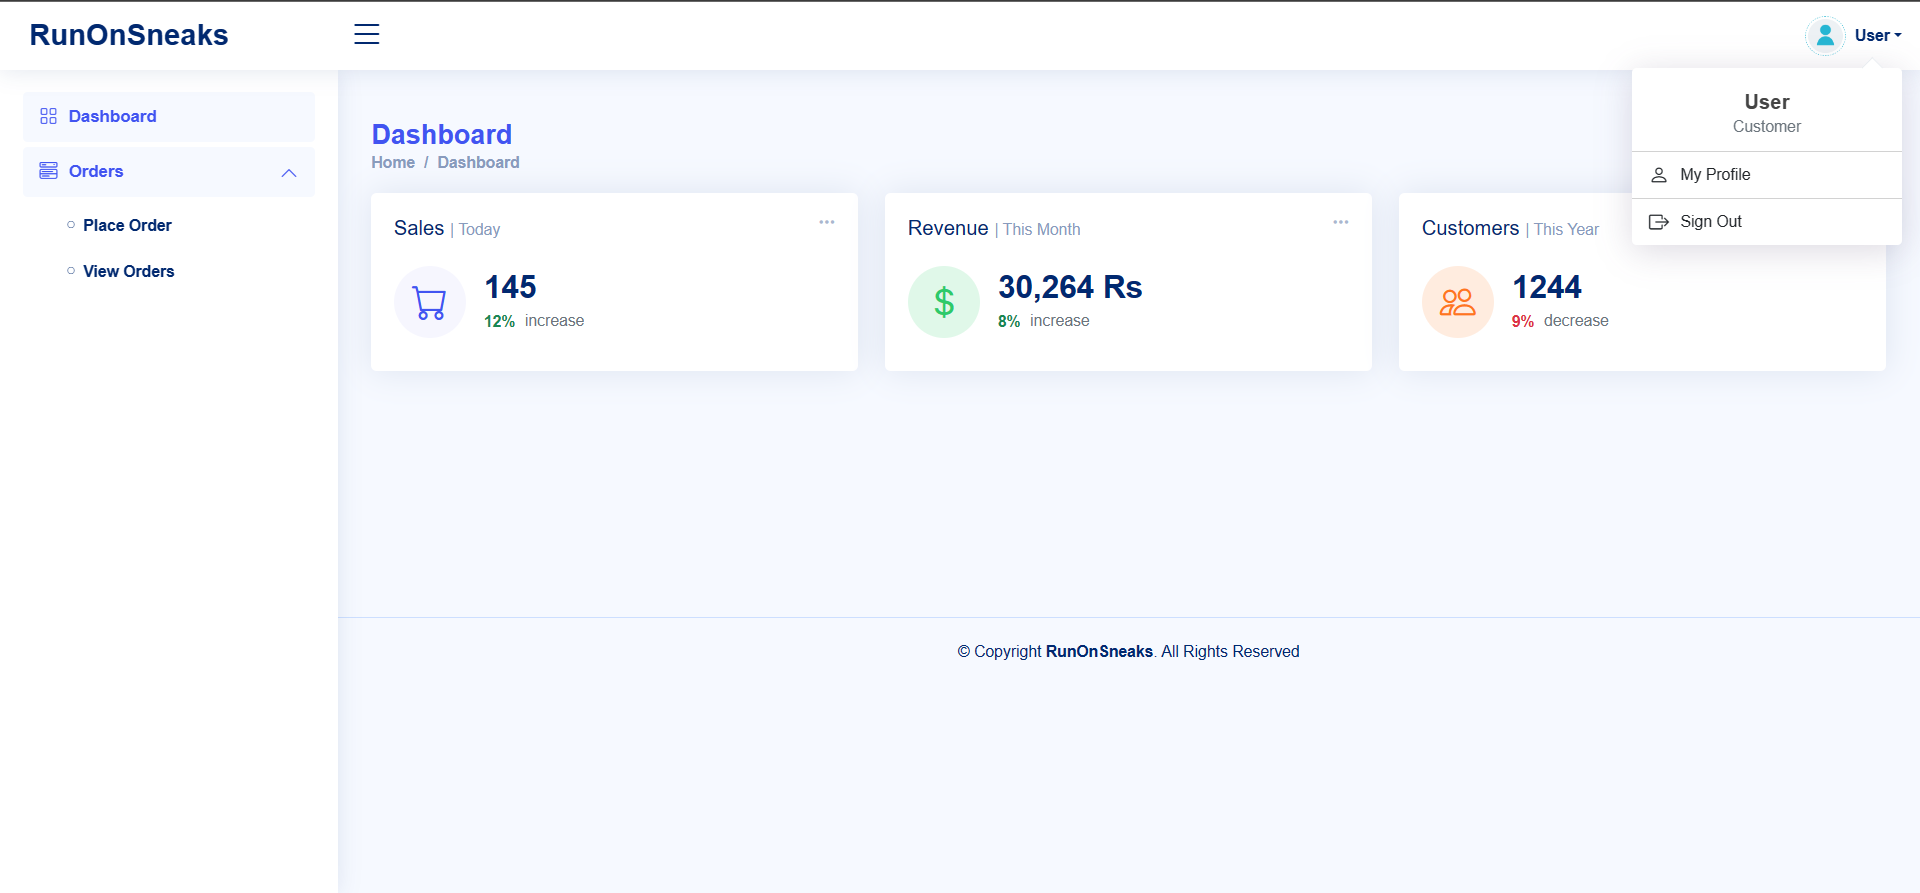 RunOnSneaks
User
User
Customer
My Profile
Sign Out
Dashboard
Orders
Place Order
View Orders
Dashboard
Home / Dashboard
Sales | Today
145
12% increase
Revenue | This Month
$
30,264 Rs
8% increase
Customers | This Year
1244
9% decrease
© Copyright RunOnSneaks. All Rights Reserved